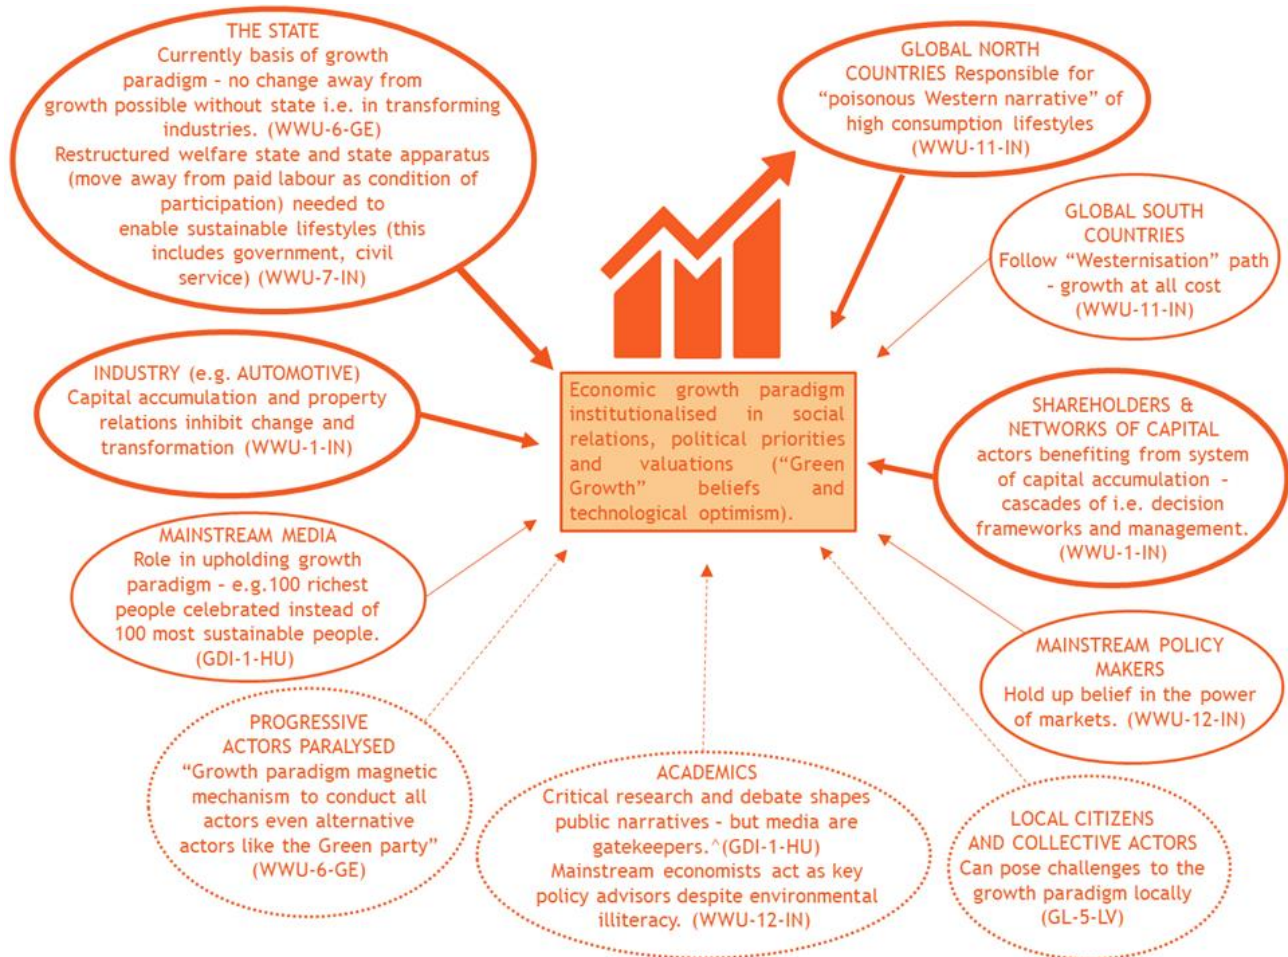 THE STATE
Currently basis of growth
paradigm - no change away from
growth possible without state i.e. in transforming
industries. (WWU-6-GE)
Restructured welfare state and state apparatus
(move away from paid labour as condition of
participation) needed to
enable sustainable lifestyles (this
includes government, civil
service) (WWU-7-IN)
GLOBAL NORTH
COUNTRIES Responsible for
“poisonous Western narrative” of
high consumption lifestyles
(WWU-11-IN)
GLOBAL SOUTH
COUNTRIES
Follow “Westernisation” path
- growth at all cost
(WWU-11-IN)
INDUSTRY (e.g. AUTOMOTIVE)
Capital accumulation and property
relations inhibit change and
transformation (WWU-1-IN)
Economic growth paradigm
institutionalised in social
relations, political priorities
and valuations (“Green
Growth” beliefs and
technological optimism).
SHAREHOLDERS &
NETWORKS OF CAPITAL
actors benefiting from system
of capital accumulation -
cascades of i.e. decision
frameworks and management.
(WWU-1-IN)
MAINSTREAM MEDIA
Role in upholding growth
paradigm - e.g.100 richest
people celebrated instead of
100 most sustainable people.
(GDI-1-HU)
MAINSTREAM POLICY
MAKERS
Hold up belief in the power
of markets. (WWU-12-IN)
PROGRESSIVE
ACTORS PARALYSED
“Growth paradigm magnetic
mechanism to conduct all
actors even alternative
actors like the Green party”
(WWU-6-GE)
ACADEMICS
Critical research and debate shapes
public narratives - but media are
gatekeepers.^(GDI-1-HU)
Mainstream economists act as key
policy advisors despite environmental
illiteracy. (WWU-12-IN)
LOCAL CITIZENS
AND COLLECTIVE ACTORS
Can pose challenges to the
growth paradigm locally
(GL-5-LV)